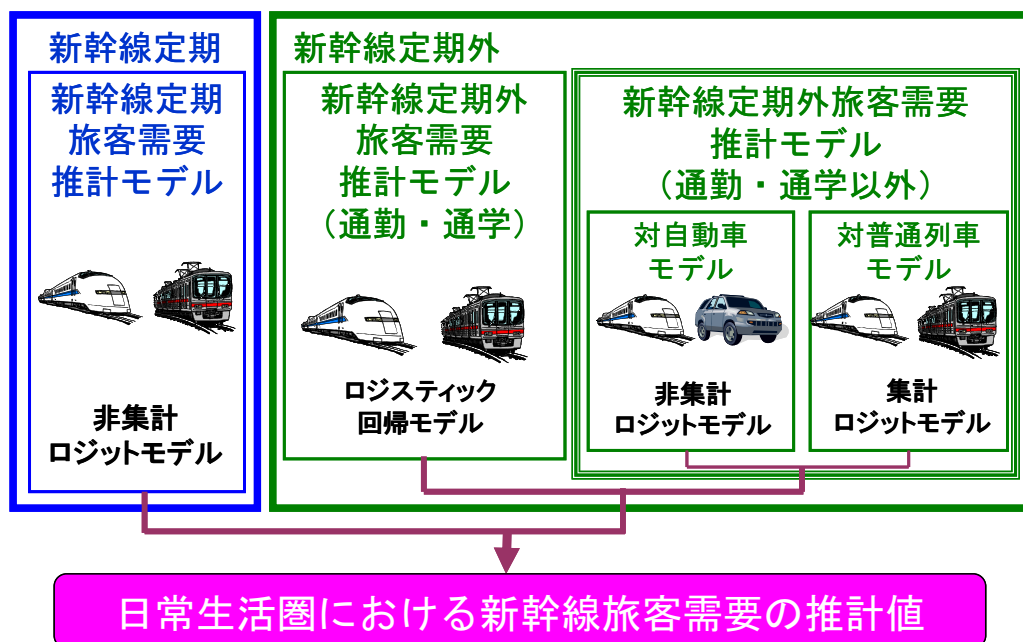 新幹線定期
新幹線定期
旅客需要
推計モデル
非集計
ロジットモデル
新幹線定期外
新幹線定期外
旅客需要
推計モデル
（通勤・通学）
ロジスティック
回帰モデル
新幹線定期外旅客需要
推計モデル
（通勤・通学以外）
対自動車
モデル
非集計
ロジットモデル
対普通列車
モデル
集計
ロジットモデル
日常生活圏における新幹線旅客需要の推計値